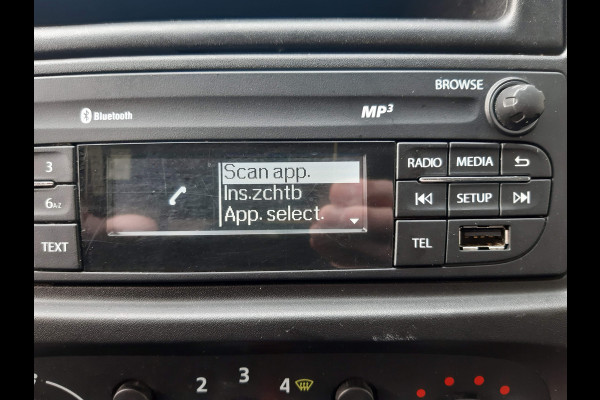 BROWSE
Bluetooth
MP3
3
6 A-Z
TEXT
Scan app.
Ins.zchtb
App. select.
RADIO
MEDIA
SETUP
TEL
2
3
4